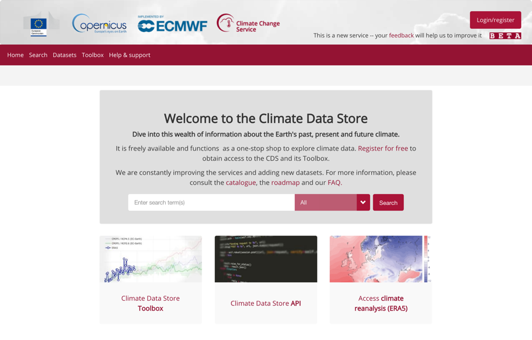 Copernicus
IMPLEMENTED BY
ECMWF
Climate Change
Service
Login/register
This is a new service -- your feedback will help us to improve it BETA
Home Search Datasets Toolbox Help & support
Welcome to the Climate Data Store
Dive into this wealth of information about the Earth's past, present and future climate.
It is freely available and functions as a one-stop shop to explore climate data. Register for free to
obtain access to the CDS and its Toolbox.
We are constantly improving the services and adding new datasets. For more information, please
consult the catalogue, the roadmap and our FAQ.
Enter search term(s) All Search
Climate Data Store
Toolbox
Climate Data Store API
Access climate
reanalysis (ERA5)